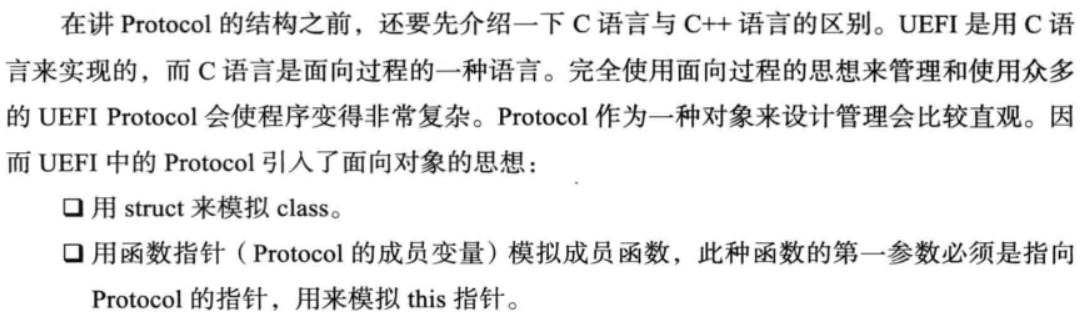 在讲 Protocol 的结构之前，还要先介绍一下 C 语言与 C++ 语言的区别。UEFI 是用 C 语
言来实现的，而 C 语言是面向过程的一种语言。完全使用面向过程的思想来管理和使用众多
的 UEFI Protocol 会使程序变得非常复杂。Protocol 作为一种对象来设计管理会比较直观。因
而 UEFI 中的 Protocol 引入了面向对象的思想：
❑ 用 struct 来模拟 class。
❑ 用函数指针（Protocol 的成员变量）模拟成员函数，此种函数的第一参数必须是指向
Protocol 的指针，用来模拟 this 指针。